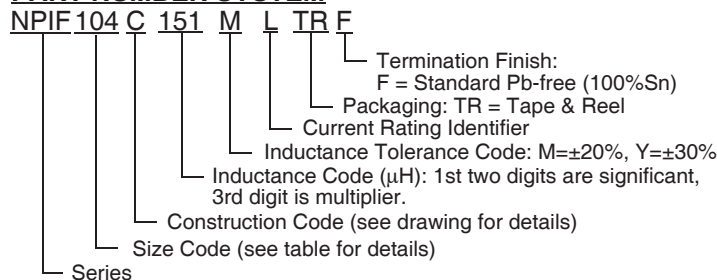 PART NUMBER SYSTEM
NPIF 104 C 151 M L TR F
Termination Finish:
F = Standard Pb-free (100%Sn)
Packaging: TR = Tape & Reel
Current Rating Identifier
Inductance Tolerance Code: M=±20%, Y=±30%
Inductance Code (μH): 1st two digits are significant,
3rd digit is multiplier.
Construction Code (see drawing for details)
Size Code (see table for details)
Series